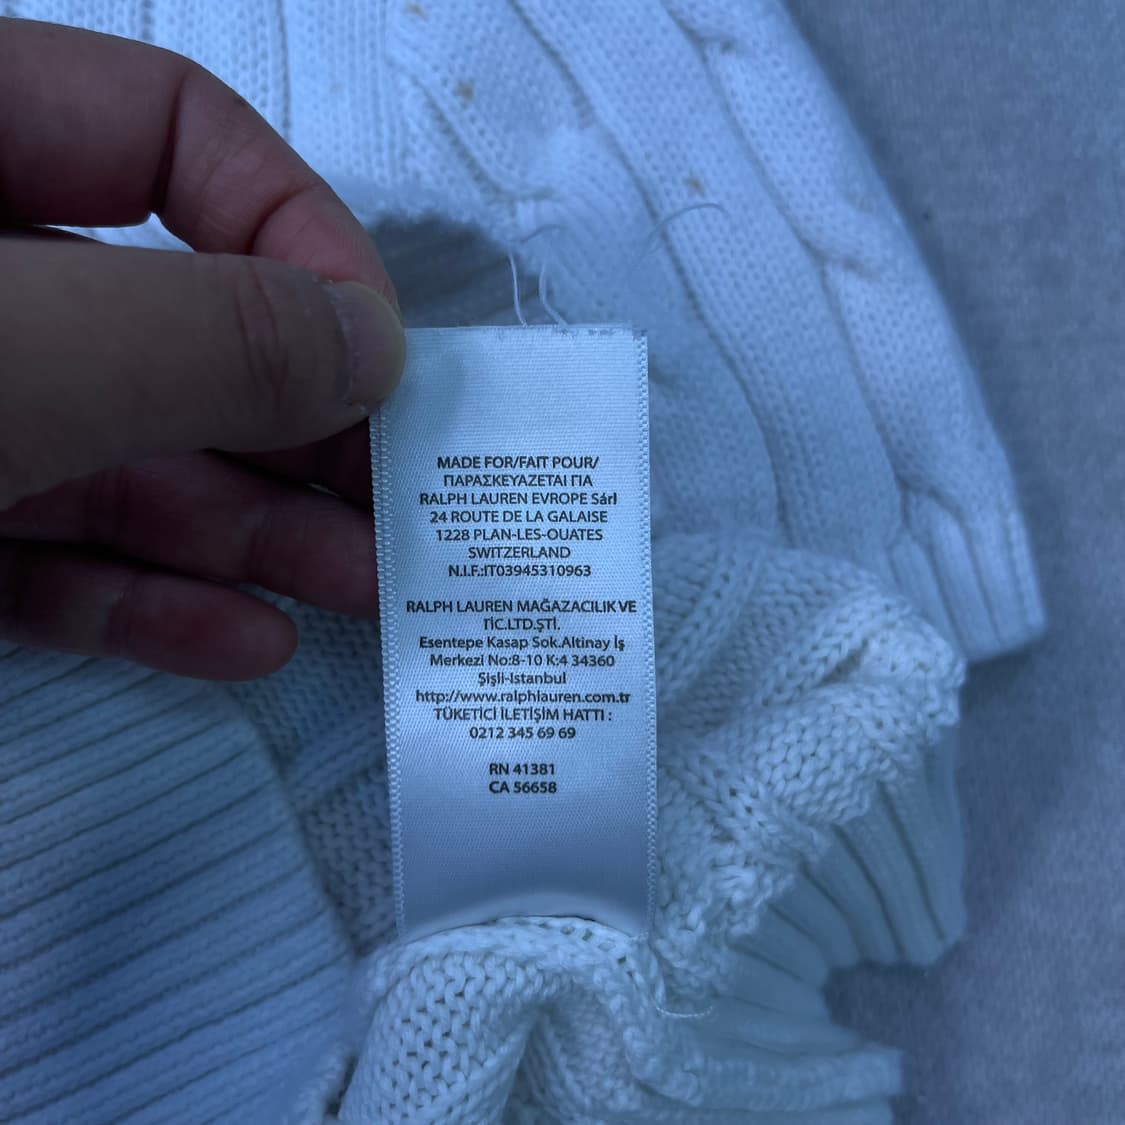 MADE FOR/FAIT POUR/
ΠΑΡΑΣΚΕΥΑΖΕΤΑΙ ΓΙΑ
RALPH LAUREN EVROPE Sárl
24 ROUTE DE LA GALAISE
1228 PLAN-LES-OUATES
SWITZERLAND
N.I.F.:IT03945310963
RALPH LAUREN MAĞAZACILIK VE
TİC.LTD.ŞTİ.
Esentepe Kasap Sok.Altinay İş
Merkezi No:8-10 K:4 34360
Şişli-Istanbul
http://www.ralphlauren.com.tr
TÜKETİCİ İLETİŞİM HATTI :
0212 345 69 69
RN 41381
CA 56658